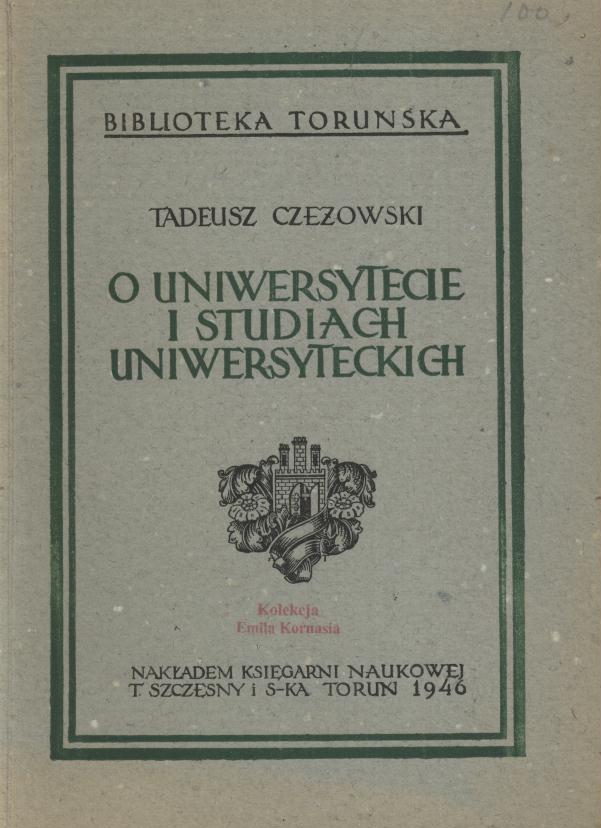 100,
BIBLIOTEKA TORUŃSKA
TADEUSZ CZEŻOWSKI
O UNIWERSYTECIE
I STUDIACH
UNIWERSYTECKICH
Kolekcja
Emila Kornasia
NAKŁADEM KSIĘGARNI NAUKOWEJ
T. SZCZĘSNY i S-KA TORUŃ 1946